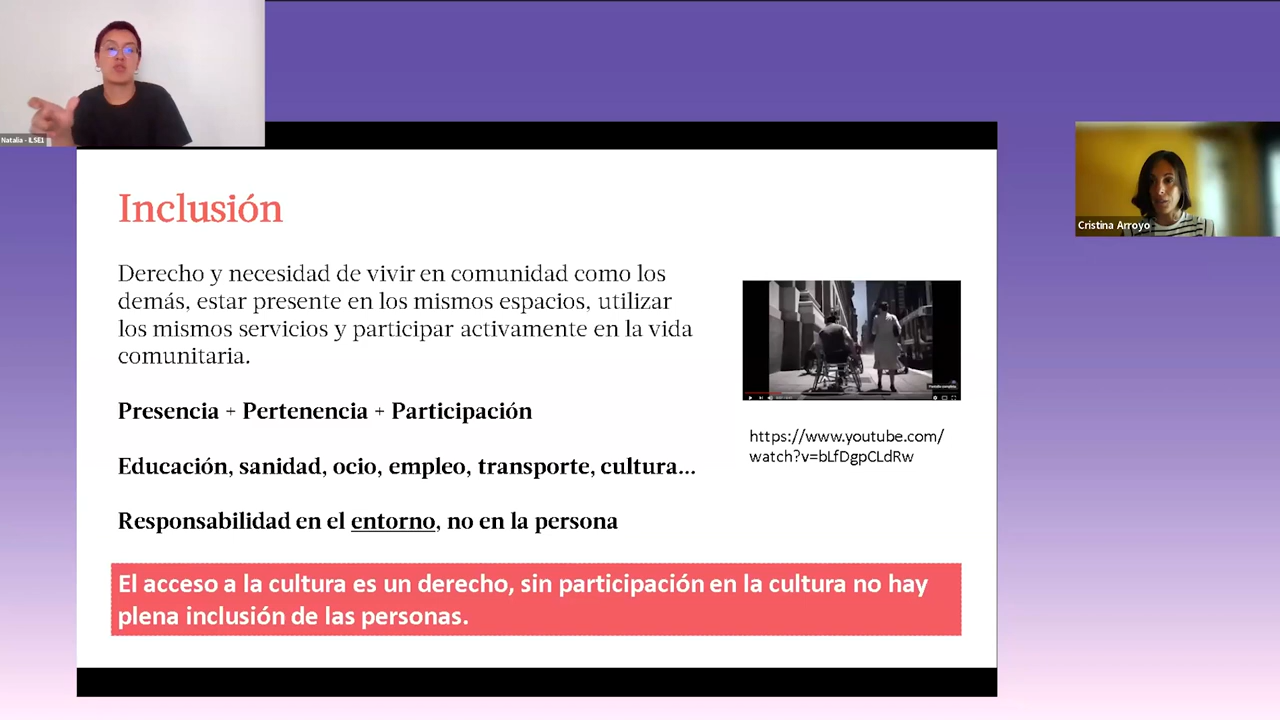 Natalia - ILSE1
Cristina Arroyo
Inclusión
Derecho y necesidad de vivir en comunidad como los
demás, estar presente en los mismos espacios, utilizar
los mismos servicios y participar activamente en la vida
comunitaria.
Presencia + Pertenencia + Participación
Educación, sanidad, ocio, empleo, transporte, cultura...
Responsabilidad en el entorno, no en la persona
https://www.youtube.com/
watch?v=bLfDgpCLdRw
El acceso a la cultura es un derecho, sin participación en la cultura no hay
plena inclusión de las personas.